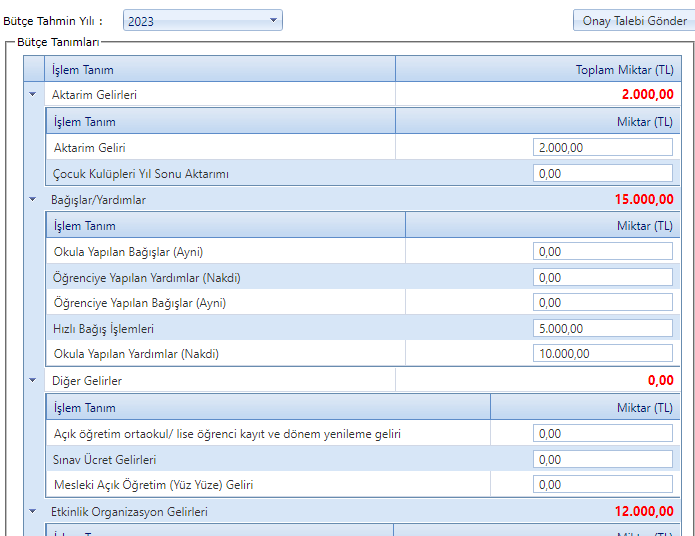 Bütçe Tahmin Yılı : 2023 Onay Talebi Gönder
Bütçe Tanımları
İşlem Tanım Toplam Miktar (TL)
Aktarim Gelirleri 2.000,00
İşlem Tanım Miktar (TL)
Aktarim Geliri 2.000,00
Çocuk Kulüpleri Yıl Sonu Aktarımı 0,00
Bağışlar/Yardımlar 15.000,00
İşlem Tanım Miktar (TL)
Okula Yapılan Bağışlar (Ayni) 0,00
Öğrenciye Yapılan Yardımlar (Nakdi) 0,00
Öğrenciye Yapılan Bağışlar (Ayni) 0,00
Hızlı Bağış İşlemleri 5.000,00
Okula Yapılan Yardımlar (Nakdi) 10.000,00
Diğer Gelirler 0,00
İşlem Tanım Miktar (TL)
Açık öğretim ortaokul/ lise öğrenci kayıt ve dönem yenileme geliri 0,00
Sınav Ücret Gelirleri 0,00
Mesleki Açık Öğretim (Yüz Yüze) Geliri 0,00
Etkinlik Organizasyon Gelirleri 12.000,00
İşlem Tanım Miktar (TL)